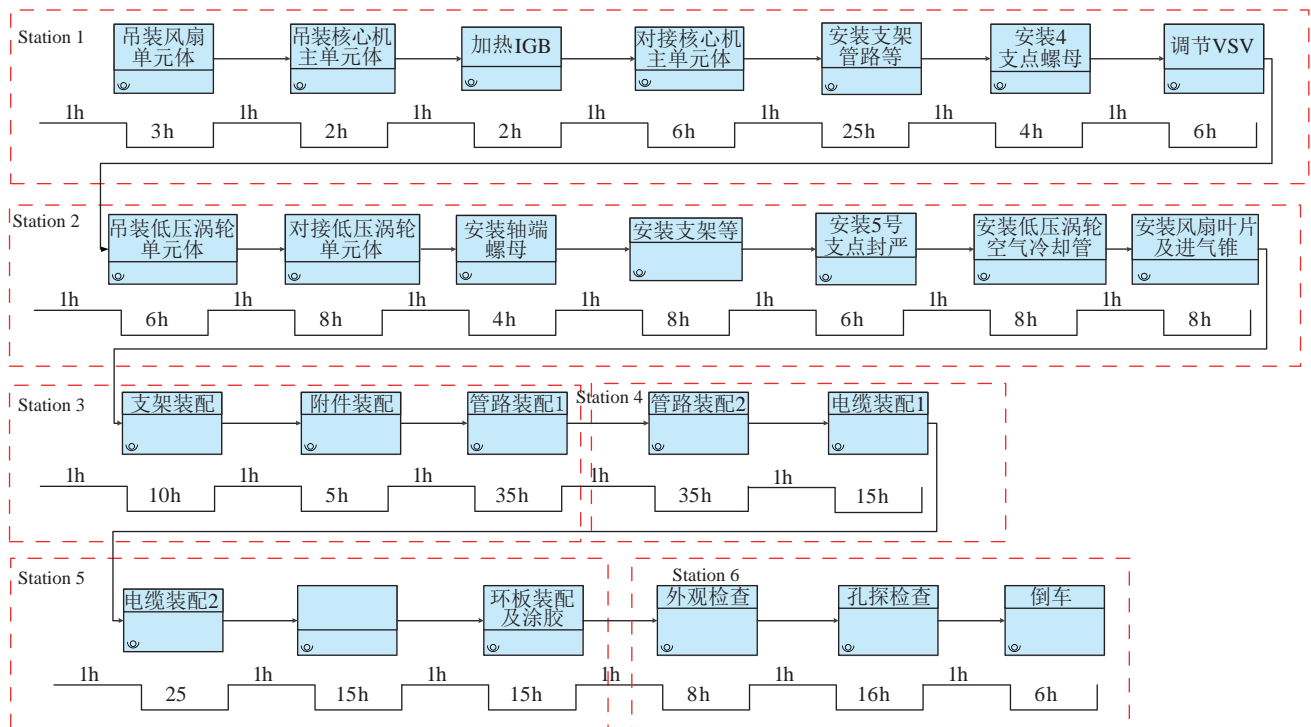 Station 1
吊装风扇
单元体
吊装核心机
主单元体
加热IGB
对接核心机
主单元体
安装支架
管路等
安装4
支点螺母
调节VSV
1h
1h
1h
1h
1h
1h
1h
3h
2h
2h
6h
25h
4h
6h
Station 2
吊装低压涡轮
单元体
对接低压涡轮
单元体
安装轴端
螺母
安装支架等
安装5号
支点封严
安装低压涡轮
空气冷却管
安装风扇叶片
及进气锥
1h
1h
1h
1h
1h
1h
1h
6h
8h
4h
8h
6h
8h
8h
Station 3
支架装配
附件装配
管路装配1
Station 4
管路装配2
电缆装配1
1h
1h
1h
1h
1h
10h
5h
35h
35h
15h
Station 5
电缆装配2
环板装配
及涂胶
Station 6
外观检查
孔探检查
倒车
1h
1h
1h
1h
1h
1h
25
15h
15h
8h
16h
6h